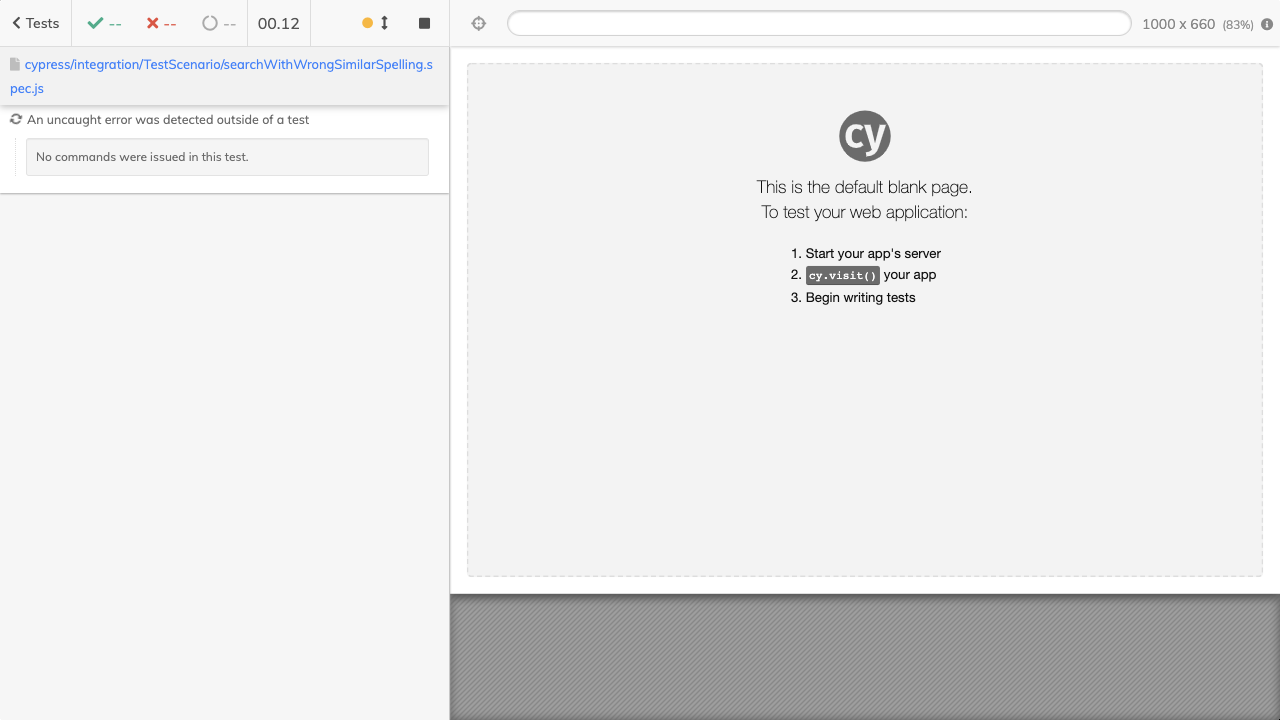 Tests
--
--
--
00.12
1000 x 660 (83%)
cypress/integration/TestScenario/searchWithWrongSimilarSpelling.s
pec.js
An uncaught error was detected outside of a test
No commands were issued in this test.
cy
This is the default blank page.
To test your web application:
1. Start your app's server
2. cy.visit() your app
3. Begin writing tests